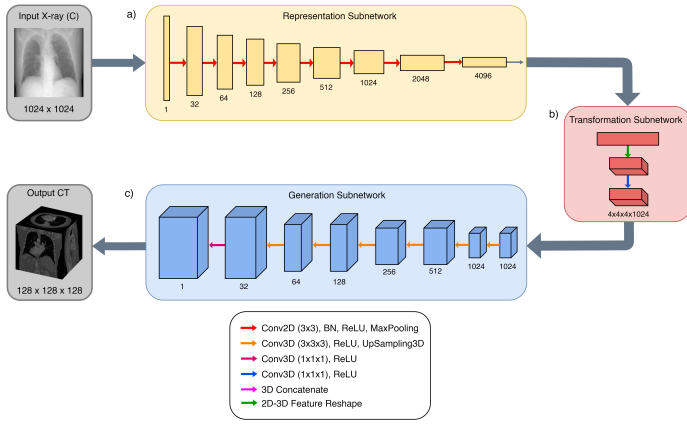 Input X-ray (C)
1024 x 1024
a)
Representation Subnetwork
1
32
64
128
256
512
1024
2048
4096
b)
Transformation Subnetwork
4x4x4x1024
Output CT
128 x 128 x 128
c)
Generation Subnetwork
1
32
64
128
256
512
1024
1024
Conv2D (3x3), BN, ReLU, MaxPooling
Conv3D (3x3x3), ReLU, UpSampling3D
Conv3D (1x1x1), ReLU
Conv3D (1x1x1), ReLU
3D Concatenate
2D-3D Feature Reshape